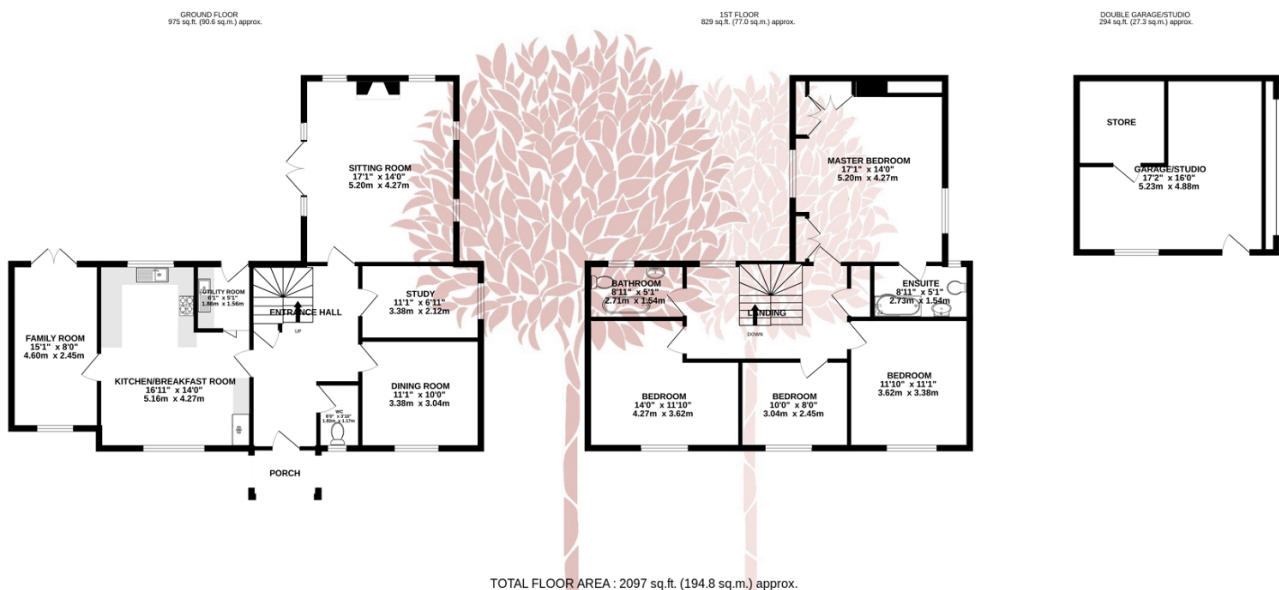 GROUND FLOOR
975 sq.ft. (90.6 sq.m.) approx.
1ST FLOOR
829 sq.ft. (77.0 sq.m.) approx.
DOUBLE GARAGE/STUDIO
294 sq.ft. (27.3 sq.m.) approx.
SITTING ROOM
17'1" x 14'0"
5.20m x 4.27m
UTILITY ROOM
6'1" x 5'1"
1.86m x 1.56m
STUDY
11'1" x 6'11"
3.38m x 2.12m
ENTRANCE HALL
UP
FAMILY ROOM
15'1" x 8'0"
4.60m x 2.45m
KITCHEN/BREAKFAST ROOM
16'11" x 14'0"
5.16m x 4.27m
DINING ROOM
11'1" x 10'0"
3.38m x 3.04m
WC
6'0" x 3'10"
1.83m x 1.17m
PORCH
MASTER BEDROOM
17'1" x 14'0"
5.20m x 4.27m
BATHROOM
8'11" x 5'1"
2.71m x 1.54m
ENSUITE
8'11" x 5'1"
2.73m x 1.54m
LANDING
DOWN
BEDROOM
14'0" x 11'10"
4.27m x 3.62m
BEDROOM
10'0" x 8'0"
3.04m x 2.45m
BEDROOM
11'10" x 11'1"
3.62m x 3.38m
STORE
GARAGE/STUDIO
17'2" x 16'0"
5.23m x 4.88m
TOTAL FLOOR AREA : 2097 sq.ft. (194.8 sq.m.) approx.